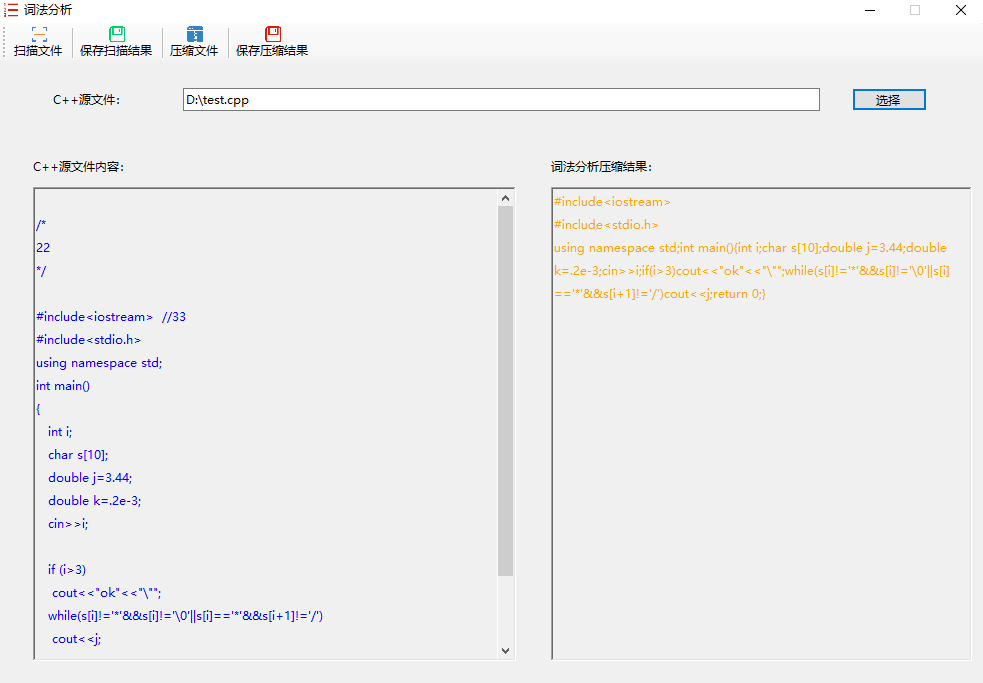 词法分析
扫描文件 保存扫描结果 压缩文件 保存压缩结果
C++源文件: D:\test.cpp 选择
C++源文件内容:
/*
22
*/
#include<iostream> //33
#include<stdio.h>
using namespace std;
int main()
{
int i;
char s[10];
double j=3.44;
double k=.2e-3;
cin>>i;
if (i>3)
cout<<"ok"<<"\"";
while(s[i]!='*'&&s[i]!='\0'||s[i]=='*'&&s[i+1]!='/')
cout<<j;
词法分析压缩结果:
#include<iostream>
#include<stdio.h>
using namespace std;int main(){int i;char s[10];double j=3.44;double
k=.2e-3;cin>>i;if(i>3)cout<<"ok"<<"\"";while(s[i]!='*'&&s[i]!='\0'||s[i]
=='*'&&s[i+1]!='/')cout<<j;return 0;}